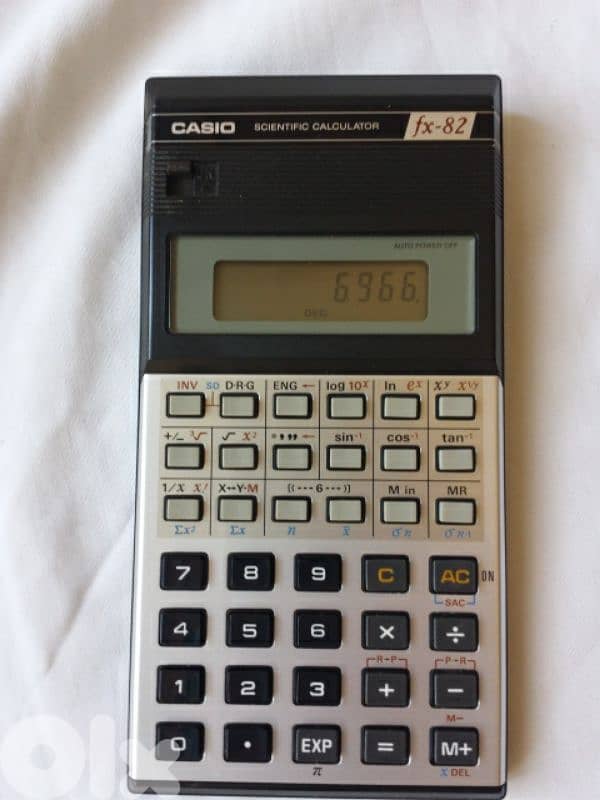 CASIO SCIENTIFIC CALCULATOR fx-82
AUTO POWER OFF
6966.
DEG
INV SD D·R·G ENG ← log 10ˣ ln eˣ xʸ x¹/ʸ
+/− ³√ √ x² °’”← sin⁻¹ cos⁻¹ tan⁻¹
1/x x! X↔Y·M [(---6---)] M in MR
Σx² Σx n x̄ σn σn-1
7 8 9 C AC ON
SAC
4 5 6 × ÷
R→P P→R
1 2 3 + −
M−
0 · EXP = M+
π x DEL
olx